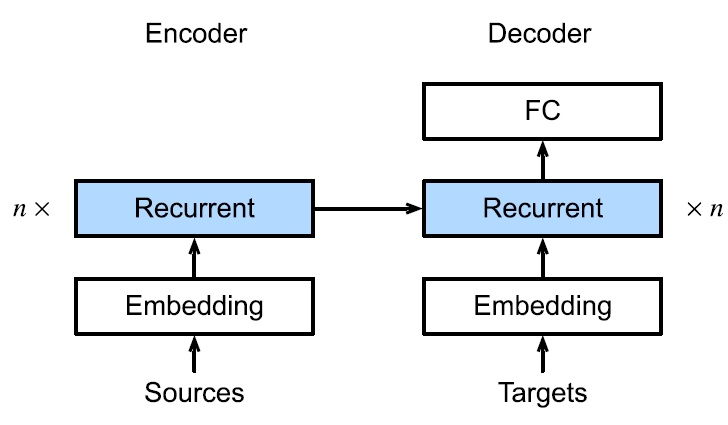 Encoder
Decoder
FC
n ×
Recurrent
Recurrent
× n
Embedding
Embedding
Sources
Targets